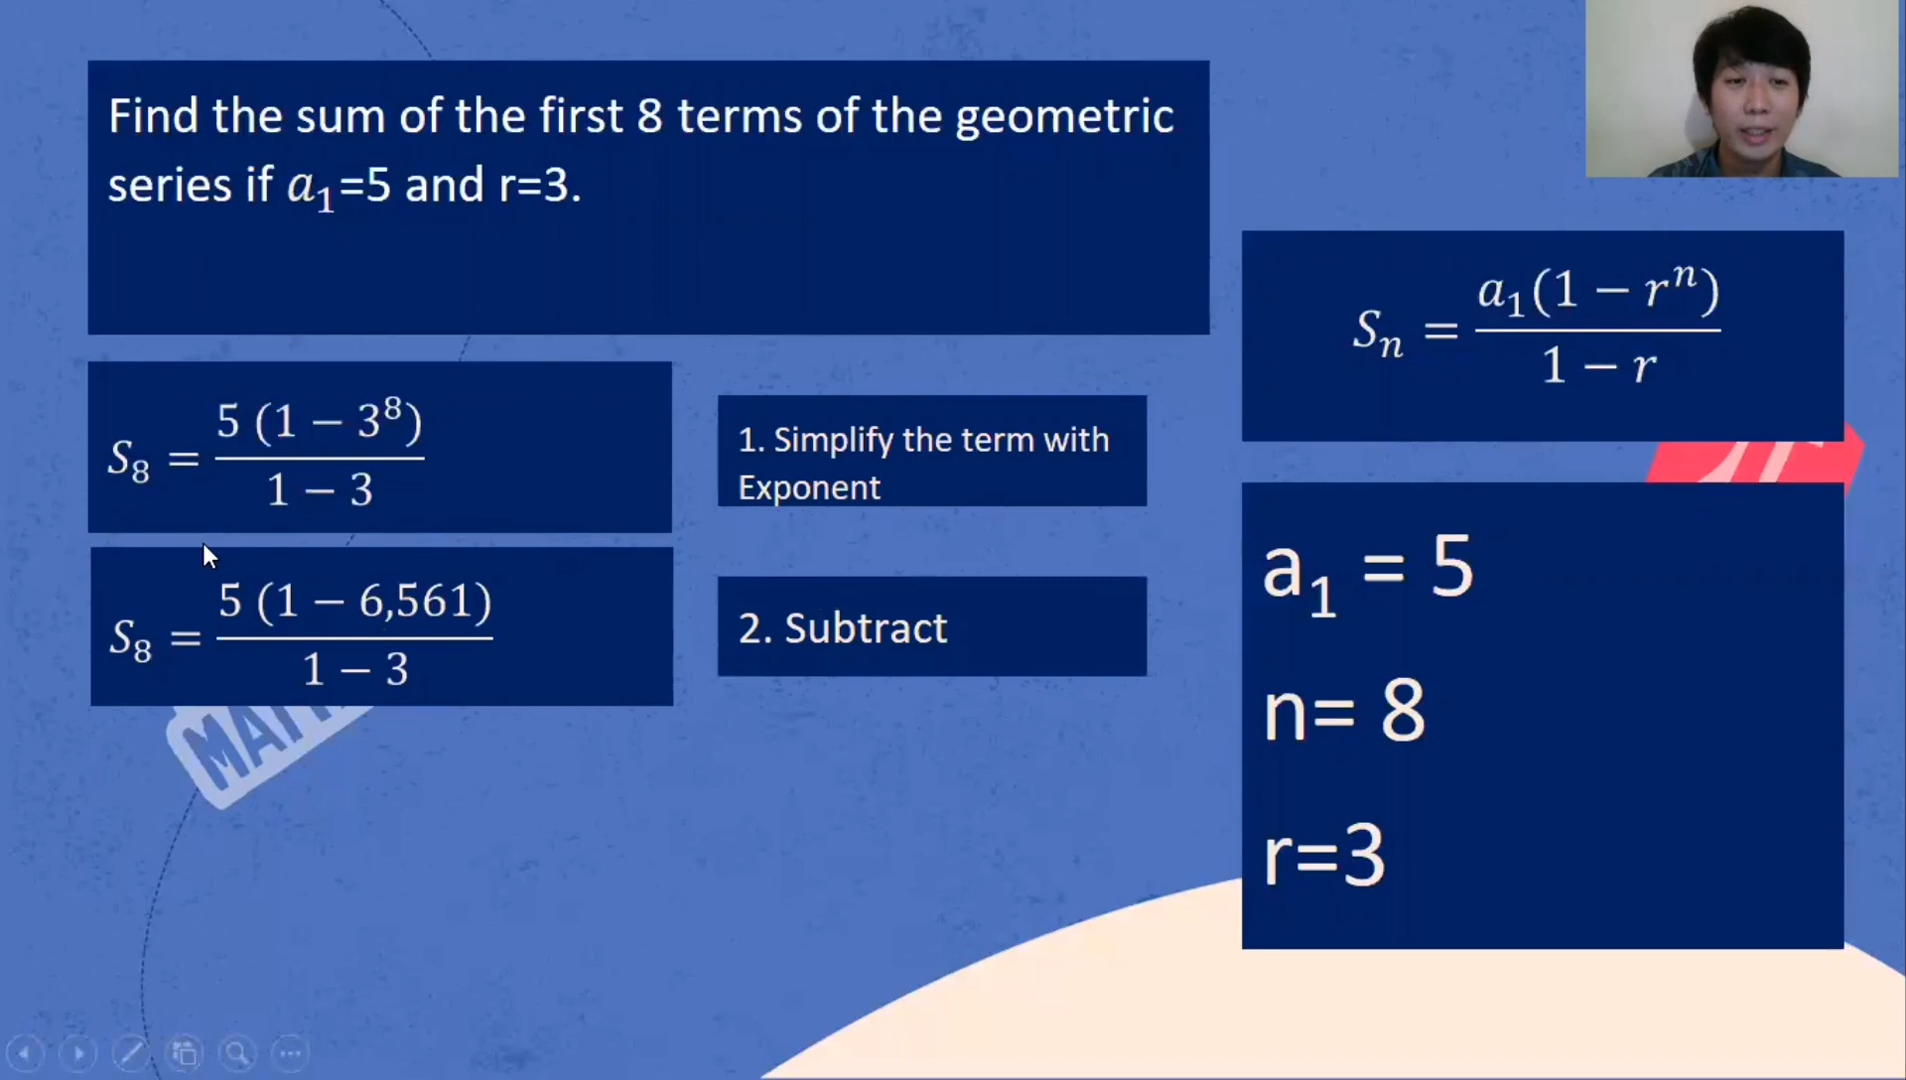 Find the sum of the first 8 terms of the geometric
series if a₁=5 and r=3.
Sₙ = a₁(1 − rⁿ) / 1 − r
S₈ = 5 (1 − 3⁸) / 1 − 3
1. Simplify the term with
Exponent
S₈ = 5 (1 − 6,561) / 1 − 3
2. Subtract
a₁ = 5
n= 8
r=3